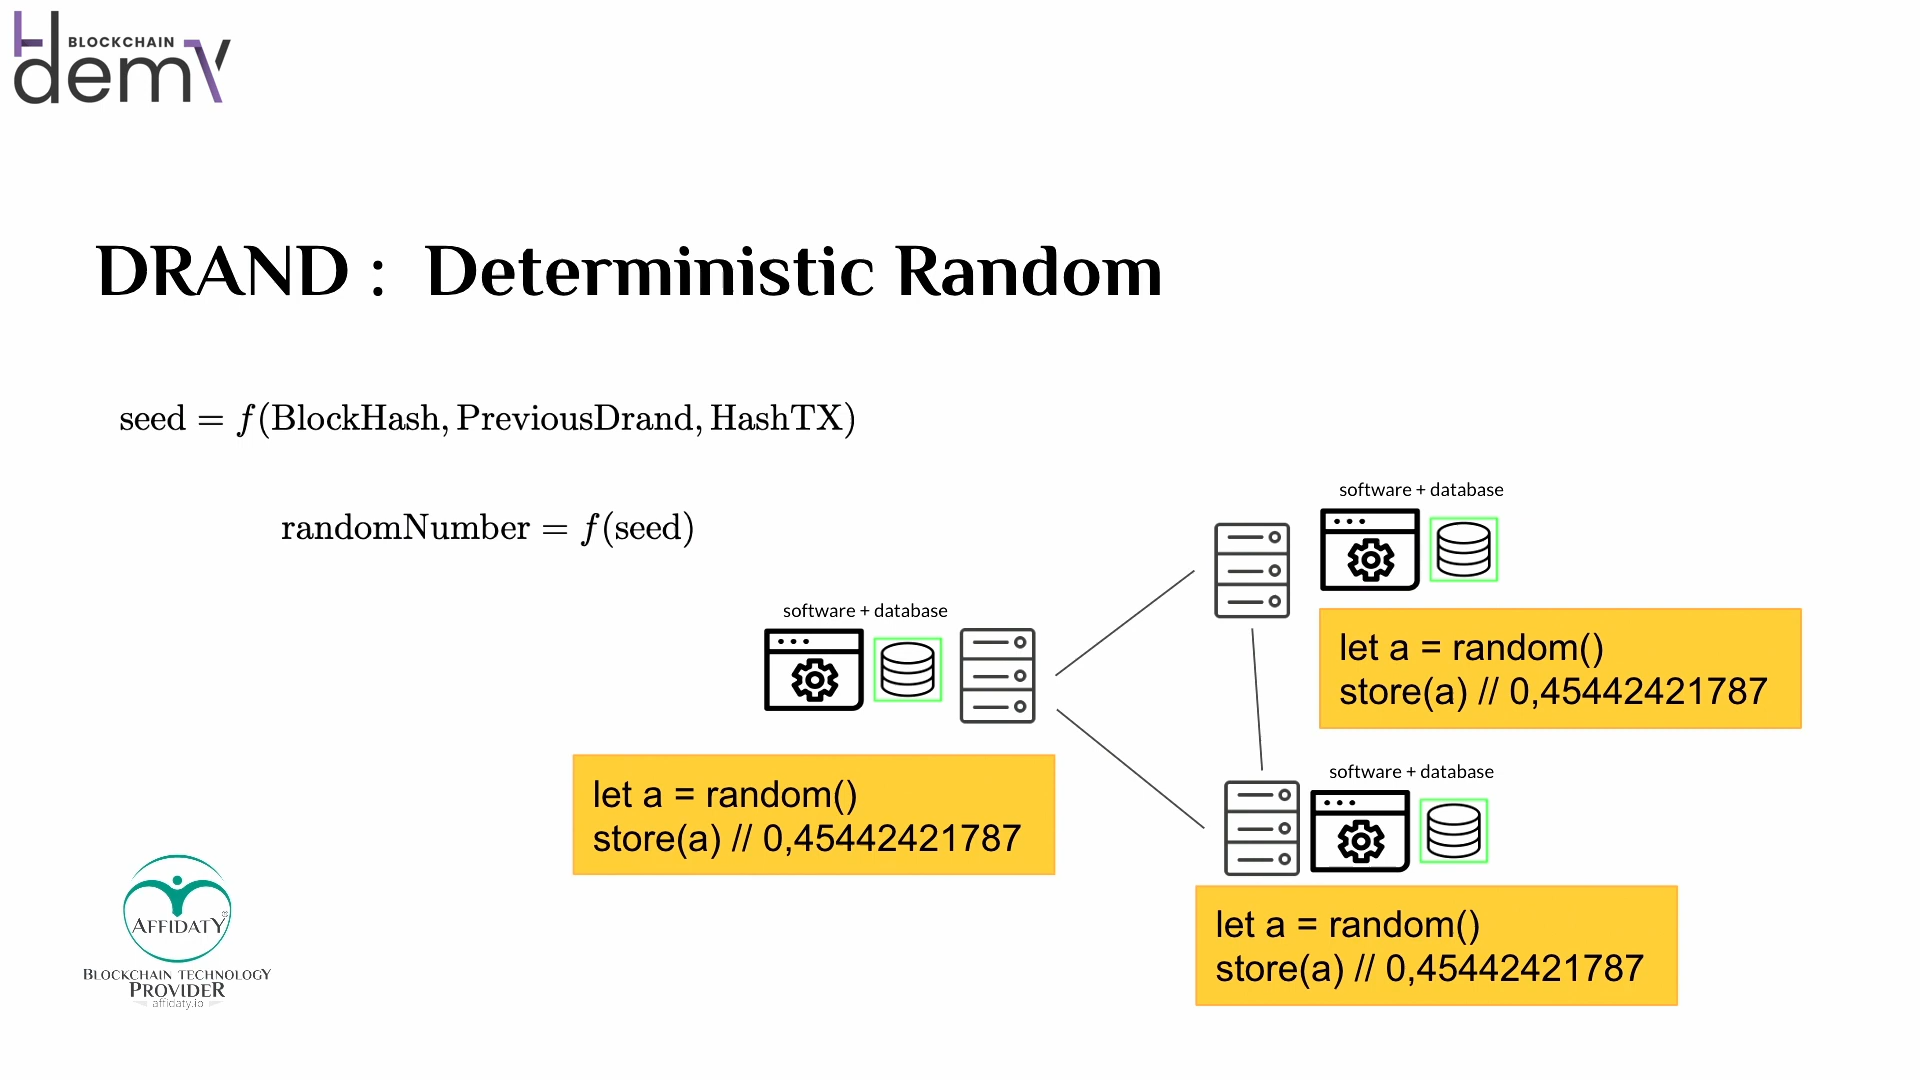 BLOCKCHAIN
demy
DRAND : Deterministic Random
seed = f(BlockHash, PreviousDrand, HashTX)
randomNumber = f(seed)
software + database
software + database
let a = random()
store(a) // 0,45442421787
let a = random()
store(a) // 0,45442421787
software + database
let a = random()
store(a) // 0,45442421787
AFFIDATY
BLOCKCHAIN TECHNOLOGY
PROVIDER
affidaty.io